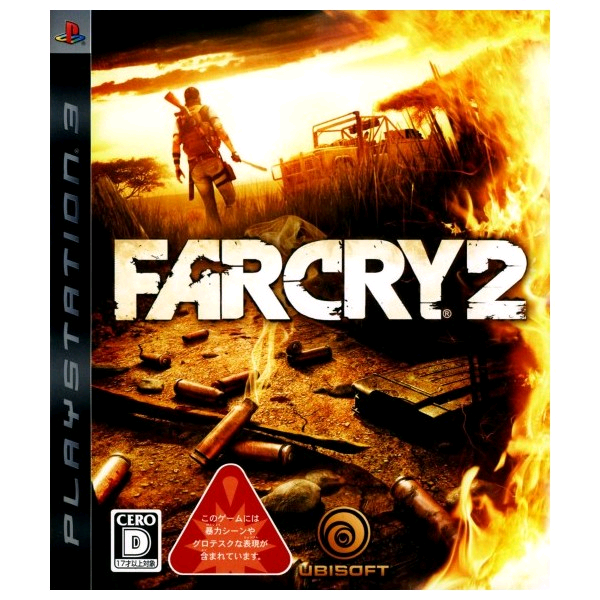 PLAYSTATION 3
FARCRY 2
®
CERO
D
17才以上対象
このゲームには
暴力シーンや
グロテスクな表現が
含まれています。
UBISOFT